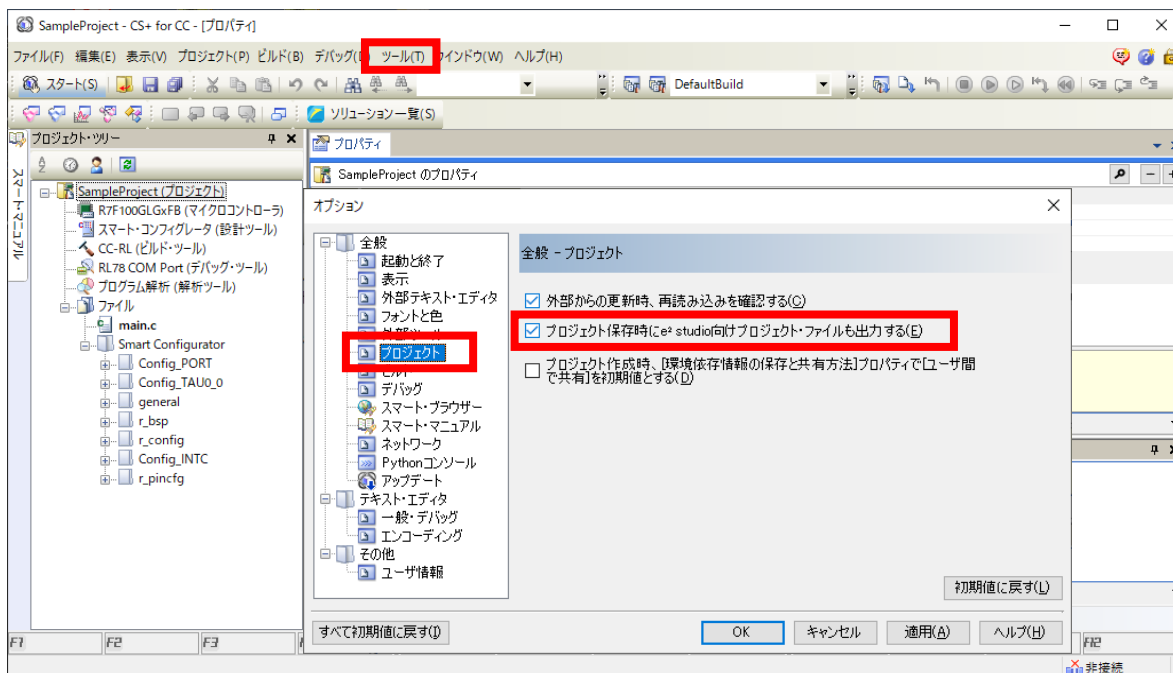 SampleProject - CS+ for CC - [プロパティ]
ファイル(F) 編集(E) 表示(V) プロジェクト(P) ビルド(B) デバッグ( ツール(T) ウインドウ(W) ヘルプ(H)
スタート(S) DefaultBuild
ソリューション一覧(S)
プロジェクト・ツリー
プロパティ
スマート・マニュアル
SampleProject のプロパティ
SampleProject (プロジェクト)
R7F100GLGxFB (マイクロコントローラ)
スマート・コンフィグレータ (設計ツール)
CC-RL (ビルド・ツール)
RL78 COM Port (デバッグ・ツール)
プログラム解析 (解析ツール)
ファイル
main.c
Smart Configurator
Config_PORT
Config_TAU0_0
general
r_bsp
r_config
Config_INTC
r_pincfg
オプション
全般
起動と終了
表示
外部テキスト・エディタ
フォントと色
外部ツール
プロジェクト
ビルド
デバッグ
スマート・ブラウザー
スマート・マニュアル
ネットワーク
Pythonコンソール
アップデート
テキスト・エディタ
一般・デバッグ
エンコーディング
その他
ユーザ情報
全般 - プロジェクト
外部からの更新時、再読み込みを確認する(C)
プロジェクト保存時にe² studio向けプロジェクト・ファイルも出力する(E)
プロジェクト作成時、[環境依存情報の保存と共有方法]プロパティで[ユーザ間
で共有]を初期値とする(D)
初期値に戻す(L)
すべて初期値に戻す(I) OK キャンセル 適用(A) ヘルプ(H)
F1 F2 F3 F12
非接続